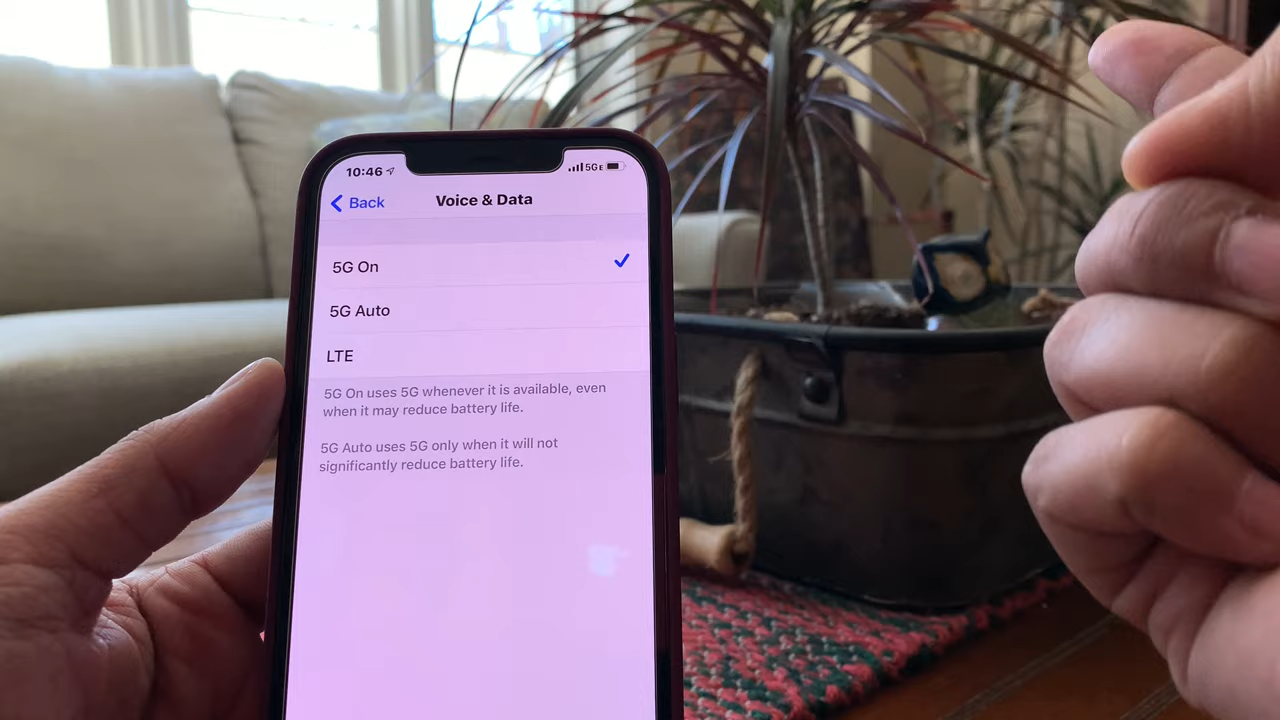 10:46 5GE
Back Voice & Data
5G On
5G Auto
LTE
5G On uses 5G whenever it is available, even
when it may reduce battery life.
5G Auto uses 5G only when it will not
significantly reduce battery life.